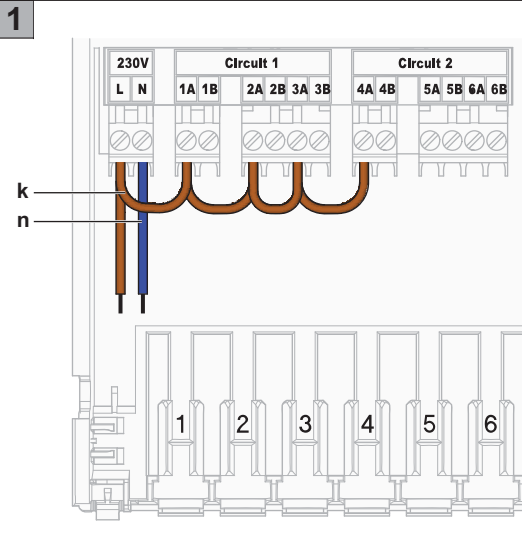 1
230V Circuit 1 Circuit 2
L N 1A 1B 2A 2B 3A 3B 4A 4B 5A 5B 6A 6B
k
n
1 2 3 4 5 6